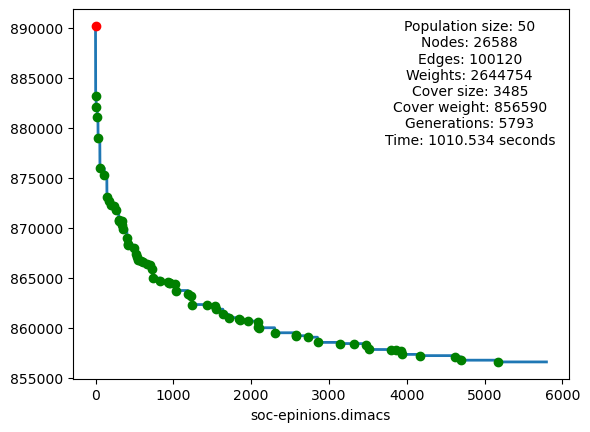 Population size: 50
Nodes: 26588
Edges: 100120
Weights: 2644754
Cover size: 3485
Cover weight: 856590
Generations: 5793
Time: 1010.534 seconds
890000
885000
880000
875000
870000
865000
860000
855000
0 1000 2000 3000 4000 5000 6000
soc-epinions.dimacs